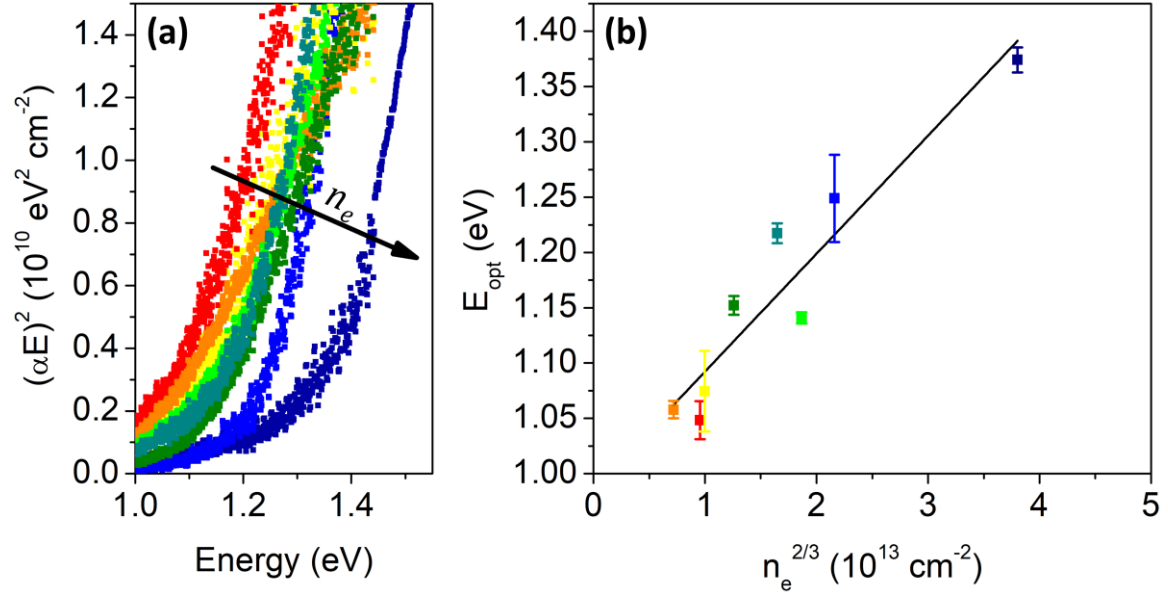 (a)
(αE)² (10¹⁰ eV² cm⁻²)
1.4
1.2
1.0
0.8
0.6
0.4
0.2
0.0
nₑ
1.0 1.2 1.4
Energy (eV)
(b)
E_opt (eV)
1.40
1.35
1.30
1.25
1.20
1.15
1.10
1.05
1.00
0 1 2 3 4 5
nₑ^2/3 (10¹³ cm⁻²)